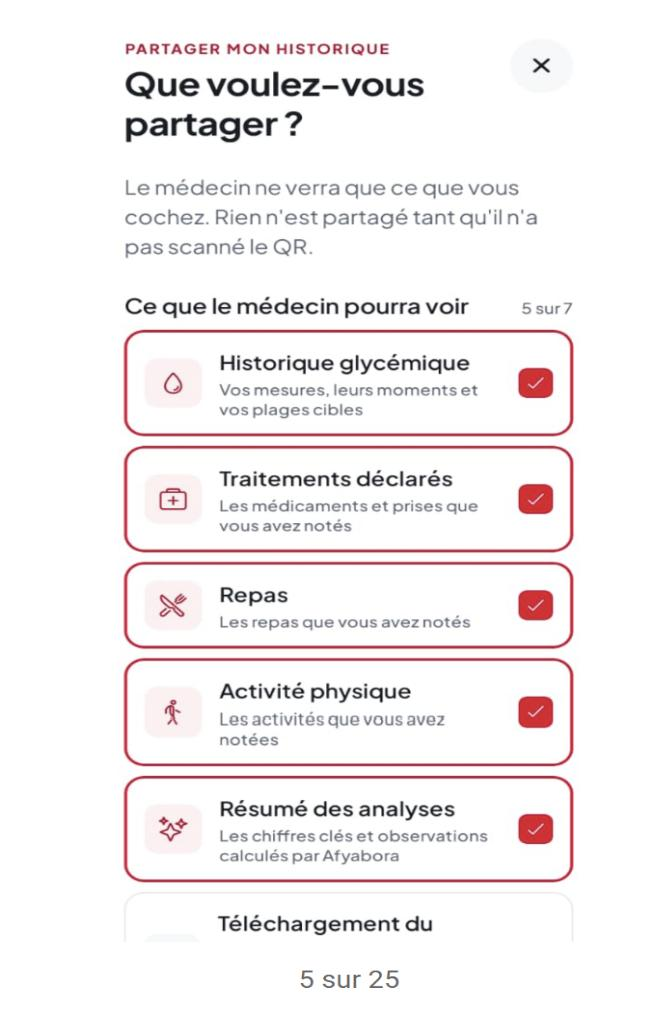 PARTAGER MON HISTORIQUE
Que voulez-vous
partager ?
Le médecin ne verra que ce que vous
cochez. Rien n'est partagé tant qu'il n'a
pas scanné le QR.
Ce que le médecin pourra voir
5 sur 7
Historique glycémique
Vos mesures, leurs moments et
vos plages cibles
Traitements déclarés
Les médicaments et prises que
vous avez notés
Repas
Les repas que vous avez notés
Activité physique
Les activités que vous avez
notées
Résumé des analyses
Les chiffres clés et observations
calculés par Afyabora
Téléchargement du
5 sur 25